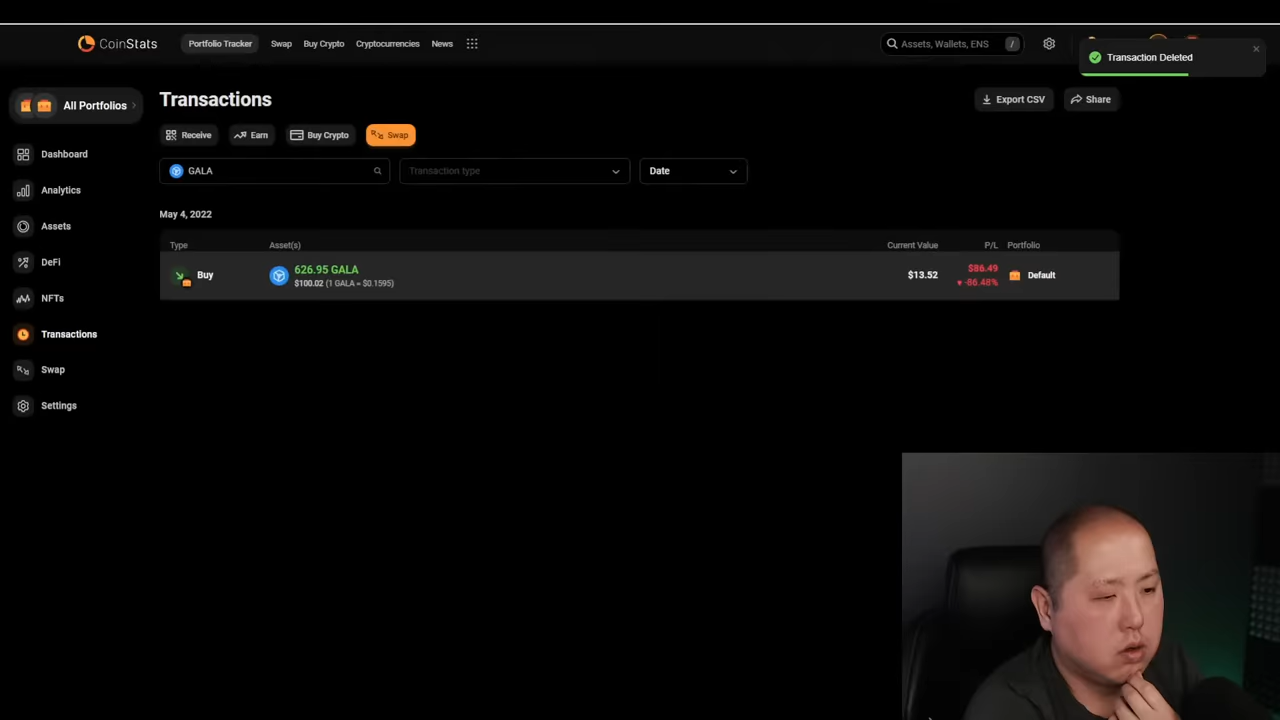 CoinStats
Portfolio Tracker
Swap
Buy Crypto
Cryptocurrencies
News
Assets, Wallets, ENS
/
Transaction Deleted
All Portfolios
Transactions
Export CSV
Share
Receive
Earn
Buy Crypto
Swap
Dashboard
Analytics
Assets
DeFi
NFTs
Transactions
Swap
Settings
GALA
Transaction type
Date
May 4, 2022
Type
Asset(s)
Current Value
P/L
Portfolio
Buy
626.95 GALA
$100.02 (1 GALA = $0.1595)
$13.52
$86.49
-86.48%
Default